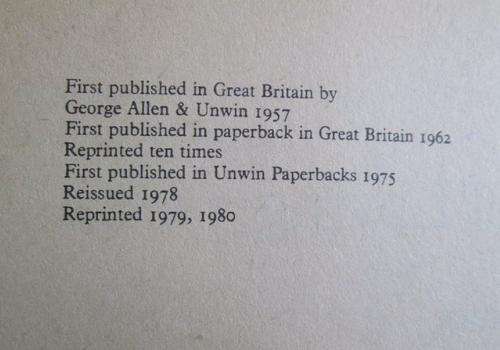 First published in Great Britain by
George Allen & Unwin 1957
First published in paperback in Great Britain 1962
Reprinted ten times
First published in Unwin Paperbacks 1975
Reissued 1978
Reprinted 1979, 1980